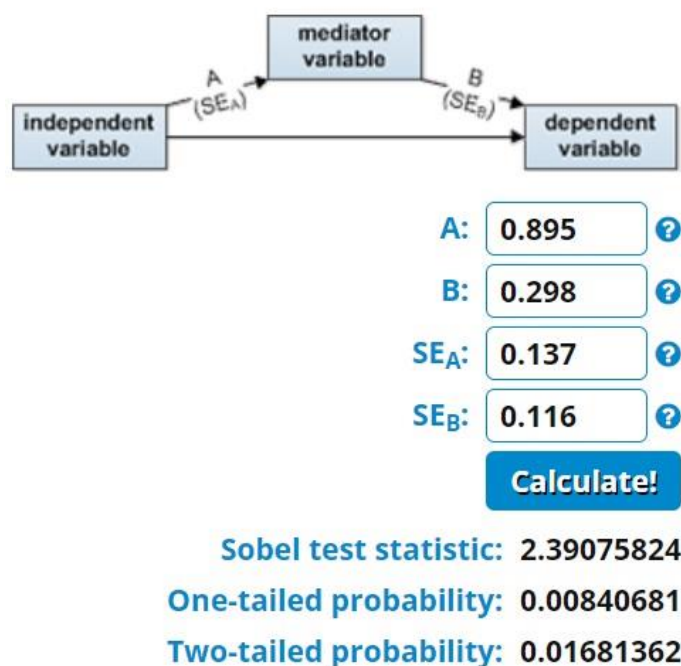 mediator
variable
A
(SEA)
B
(SEB)
independent
variable
dependent
variable
A: 0.895 ?
B: 0.298 ?
SEA: 0.137 ?
SEB: 0.116 ?
Calculate!
Sobel test statistic: 2.39075824
One-tailed probability: 0.00840681
Two-tailed probability: 0.01681362